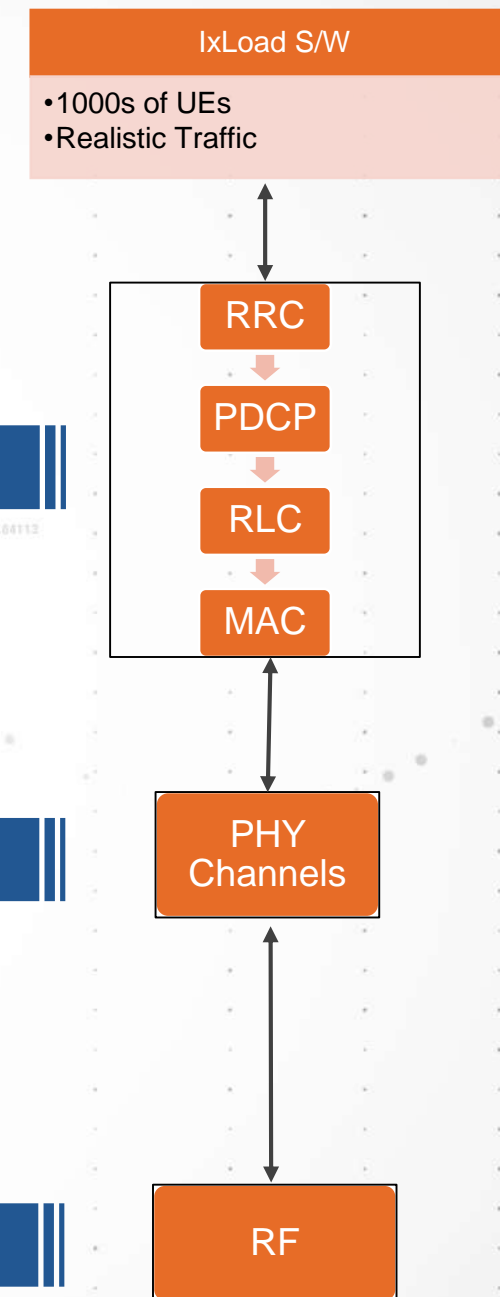 IxLoad S/W
•1000s of UEs
•Realistic Traffic
RRC
PDCP
RLC
MAC
PHY
Channels
RF